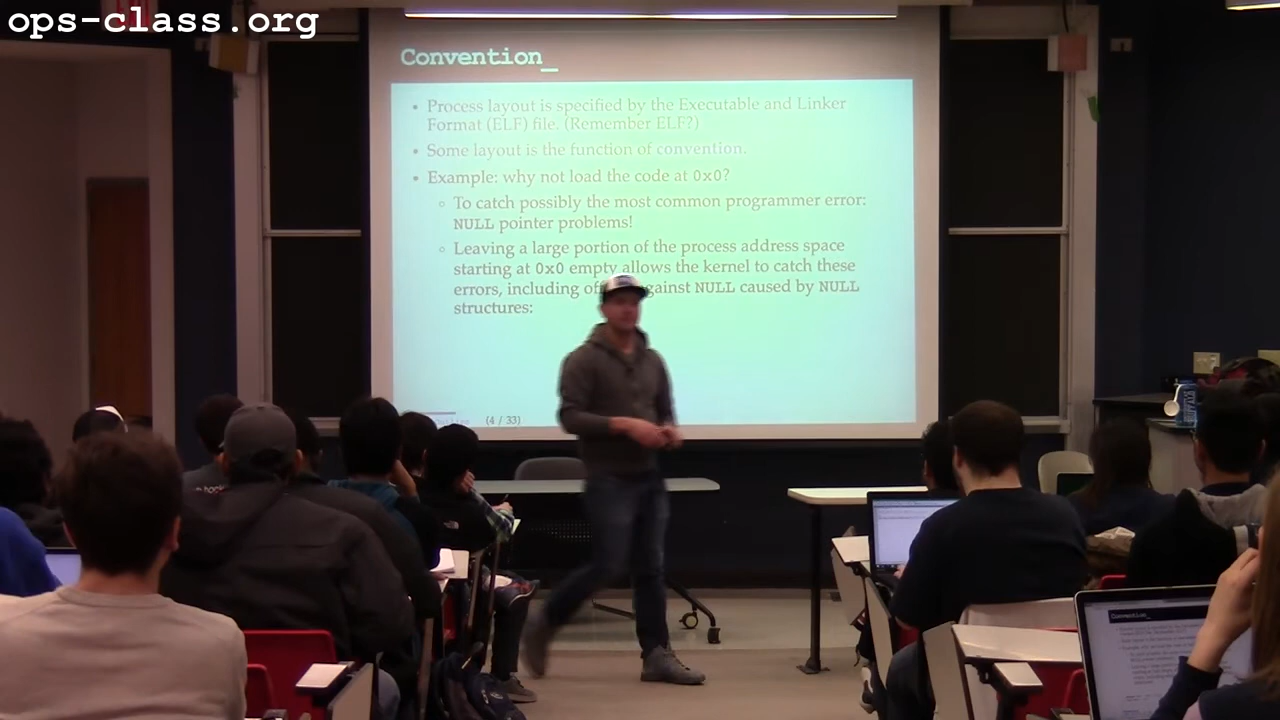 ops-class.org
Convention_
• Process layout is specified by the Executable and Linker
Format (ELF) file. (Remember ELF?)
• Some layout is the function of convention.
• Example: why not load the code at 0x0?
◦ To catch possibly the most common programmer error:
NULL pointer problems!
◦ Leaving a large portion of the process address space
starting at 0x0 empty allows the kernel to catch these
errors, including against NULL caused by NULL
structures:
(4 / 33)
Convention_